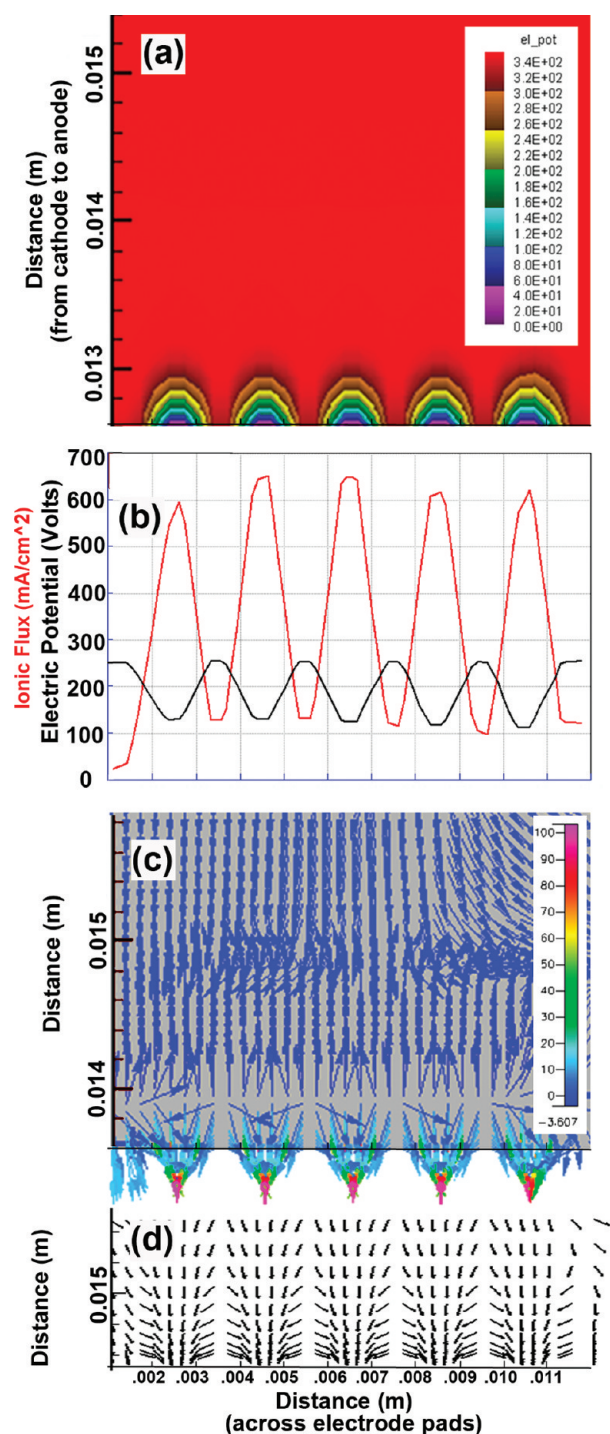 (a)
el_pot
3.4E+02
3.2E+02
3.0E+02
2.8E+02
2.6E+02
2.4E+02
2.2E+02
2.0E+02
1.8E+02
1.6E+02
1.4E+02
1.2E+02
1.0E+02
8.0E+01
6.0E+01
4.0E+01
2.0E+01
0.0E+00
Distance (m)
(from cathode to anode)
0.015
0.014
0.013
(b)
Ionic Flux (mA/cm^2)
Electric Potential (Volts)
700
600
500
400
300
200
100
0
(c)
Distance (m)
0.015
0.014
100
90
80
70
60
50
40
30
20
10
0
-3.607
(d)
Distance (m)
0.015
.002 .003 .004 .005 .006 .007 .008 .009 .010 .011
Distance (m)
(across electrode pads)